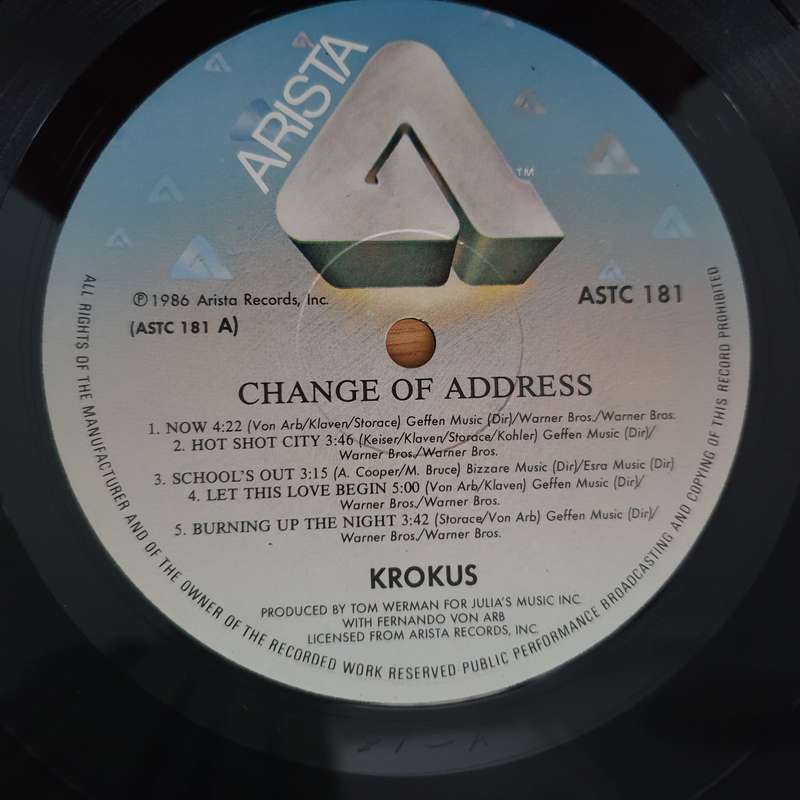 ARISTA
TM
Ⓟ 1986 Arista Records, Inc.
(ASTC 181 A)
ASTC 181
CHANGE OF ADDRESS
1. NOW 4:22 (Von Arb/Klaven/Storace) Geffen Music (Dir)/Warner Bros./Warner Bros.
2. HOT SHOT CITY 3:46 (Keiser/Klaven/Storace/Kohler) Geffen Music (Dir)/
Warner Bros./Warner Bros.
3. SCHOOL'S OUT 3:15 (A. Cooper/M. Bruce) Bizzare Music (Dir)/Esra Music (Dir)
4. LET THIS LOVE BEGIN 5:00 (Von Arb/Klaven) Geffen Music (Dir)/
Warner Bros./Warner Bros.
5. BURNING UP THE NIGHT 3:42 (Storace/Von Arb) Geffen Music (Dir)/
Warner Bros./Warner Bros.
KROKUS
PRODUCED BY TOM WERMAN FOR JULIA'S MUSIC INC
WITH FERNANDO VON ARB
LICENSED FROM ARISTA RECORDS, INC
ALL RIGHTS OF THE MANUFACTURER AND OF THE OWNER OF THE RECORDED WORK RESERVED PUBLIC PERFORMANCE BROADCASTING AND COPYING OF THIS RECORD PROHIBITED